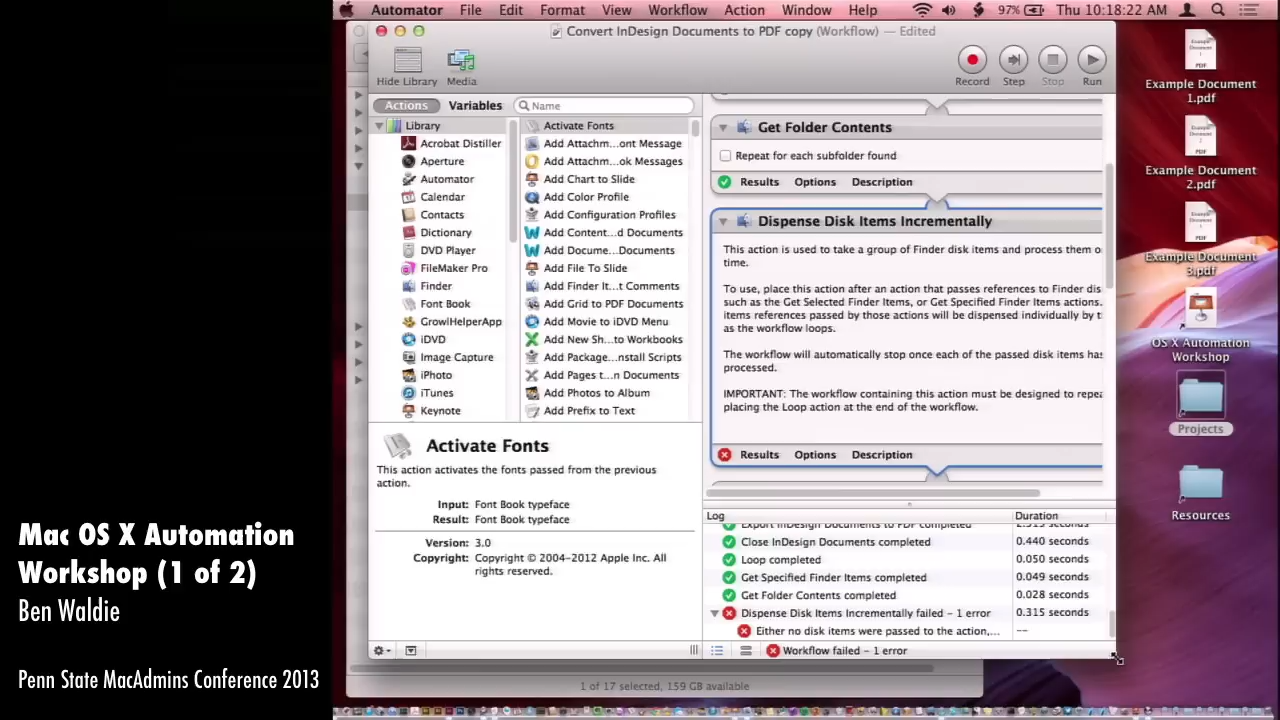 Automator File Edit Format View Workflow Action Window Help 97% Thu 10:18:22 AM
Convert InDesign Documents to PDF copy (Workflow) — Edited
Hide Library Media Record Step Stop Run
Actions Variables Name
Library
Acrobat Distiller
Aperture
Automator
Calendar
Contacts
Dictionary
DVD Player
FileMaker Pro
Finder
Font Book
GrowlHelperApp
iDVD
Image Capture
iPhoto
iTunes
Keynote
Activate Fonts
Add Attachm...ont Message
Add Attachm...ok Messages
Add Chart to Slide
Add Color Profile
Add Configuration Profiles
Add Content...d Documents
Add Docume...Documents
Add File To Slide
Add Finder It...t Comments
Add Grid to PDF Documents
Add Movie to iDVD Menu
Add New Sh...to Workbooks
Add Package...nstall Scripts
Add Pages t...n Documents
Add Photos to Album
Add Prefix to Text
Activate Fonts
This action activates the fonts passed from the previous
action.
Input: Font Book typeface
Result: Font Book typeface
Version: 3.0
Copyright: Copyright © 2004-2012 Apple Inc. All
rights reserved.
Get Folder Contents
Repeat for each subfolder found
Results Options Description
Dispense Disk Items Incrementally
This action is used to take a group of Finder disk items and process them o
time.
To use, place this action after an action that passes references to Finder dis
such as the Get Selected Finder Items, or Get Specified Finder Items actions.
items references passed by those actions will be dispensed individually by t
as the workflow loops.
The workflow will automatically stop once each of the passed disk items has
processed.
IMPORTANT: The workflow containing this action must be designed to repea
placing the Loop action at the end of the workflow.
Results Options Description
Log Duration
Export InDesign Documents to PDF completed 2.515 seconds
Close InDesign Documents completed 0.440 seconds
Loop completed 0.050 seconds
Get Specified Finder Items completed 0.049 seconds
Get Folder Contents completed 0.028 seconds
Dispense Disk Items Incrementally failed - 1 error 0.315 seconds
Either no disk items were passed to the action,... --
Workflow failed - 1 error
1 of 17 selected, 159 GB available
Example Document
1.pdf
Example Document
2.pdf
Example Document
3.pdf
OS X Automation
Workshop
Projects
Resources
Mac OS X Automation
Workshop (1 of 2)
Ben Waldie
Penn State MacAdmins Conference 2013